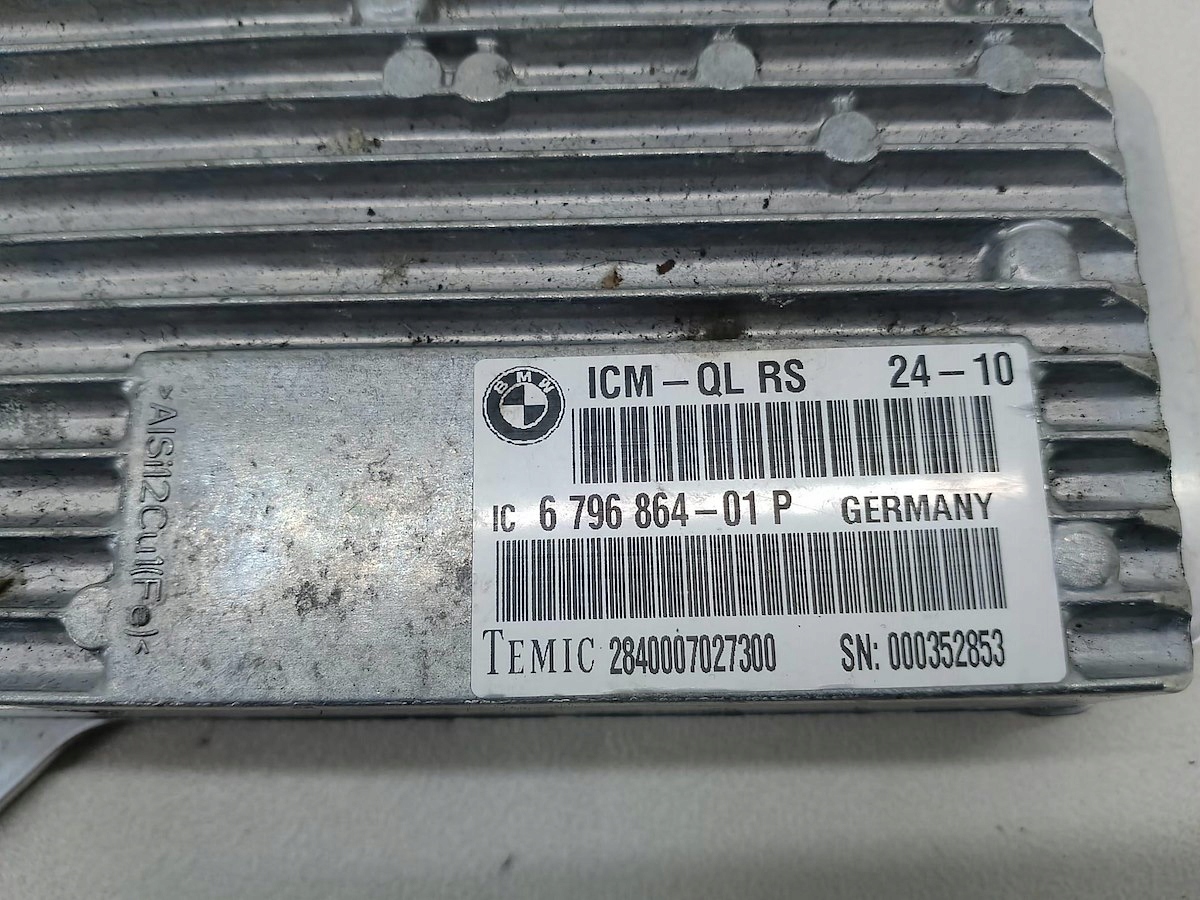 BMW
ICM – QL RS 24 – 10
IC 6 796 864 – 01 P GERMANY
TEMIC 2840007027300 SN: 000352853
>AlSi12Cu1(Fe)<